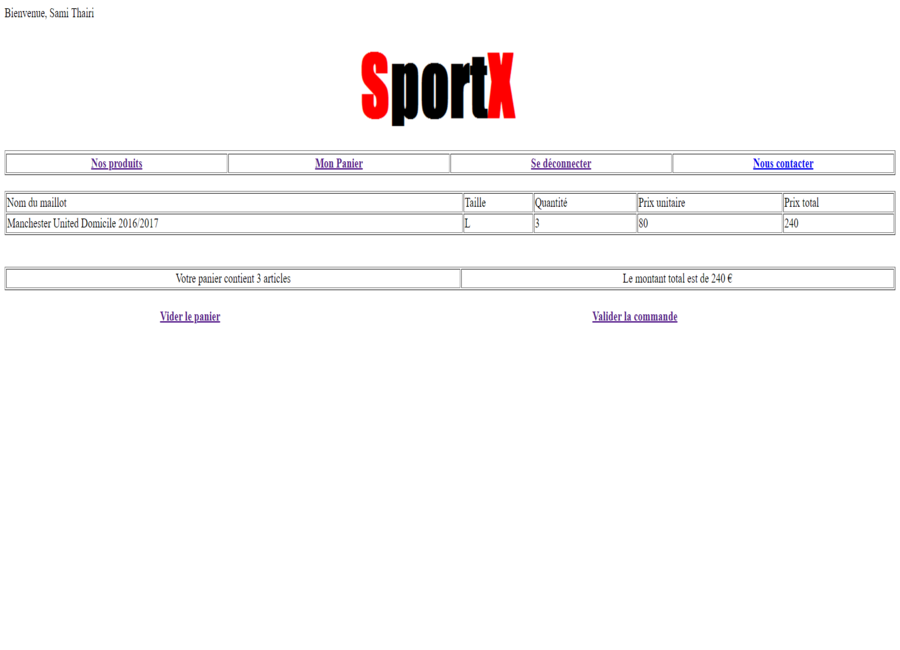 Bienvenue, Sami Thairi
SportX
Nos produits Mon Panier Se déconnecter Nous contacter
Nom du maillot Taille Quantité Prix unitaire Prix total
Manchester United Domicile 2016/2017 L 3 80 240
Votre panier contient 3 articles Le montant total est de 240 €
Vider le panier Valider la commande